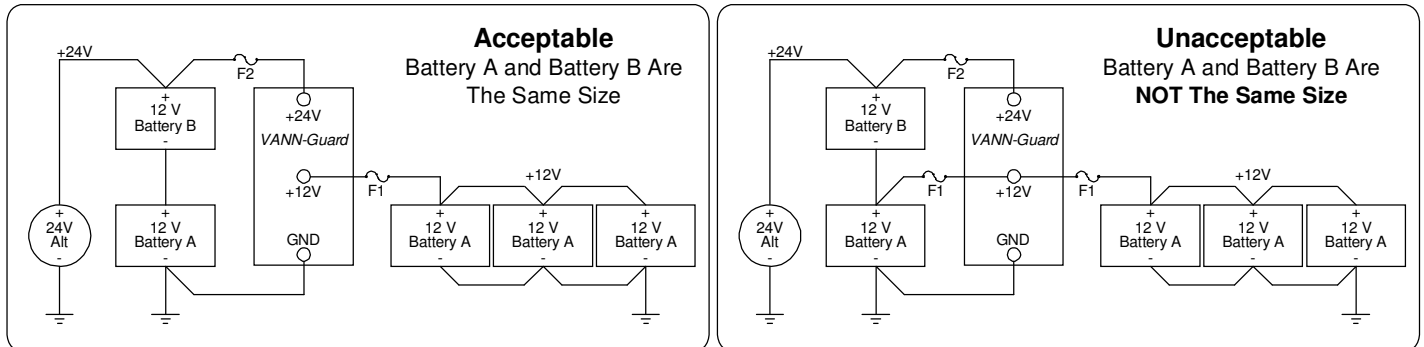 Acceptable
Battery A and Battery B Are
The Same Size
+24V
F2
+
12 V
Battery B
-
+24V
VANN-Guard
+12V
F1
+12V
+
24V
Alt
-
+
12 V
Battery A
-
GND
+
12 V
Battery A
-
+
12 V
Battery A
-
+
12 V
Battery A
-
Unacceptable
Battery A and Battery B Are
NOT The Same Size
+24V
F2
+
12 V
Battery B
-
+24V
VANN-Guard
F1
+12V
F1
+12V
+
24V
Alt
-
+
12 V
Battery A
-
GND
+
12 V
Battery A
-
+
12 V
Battery A
-
+
12 V
Battery A
-